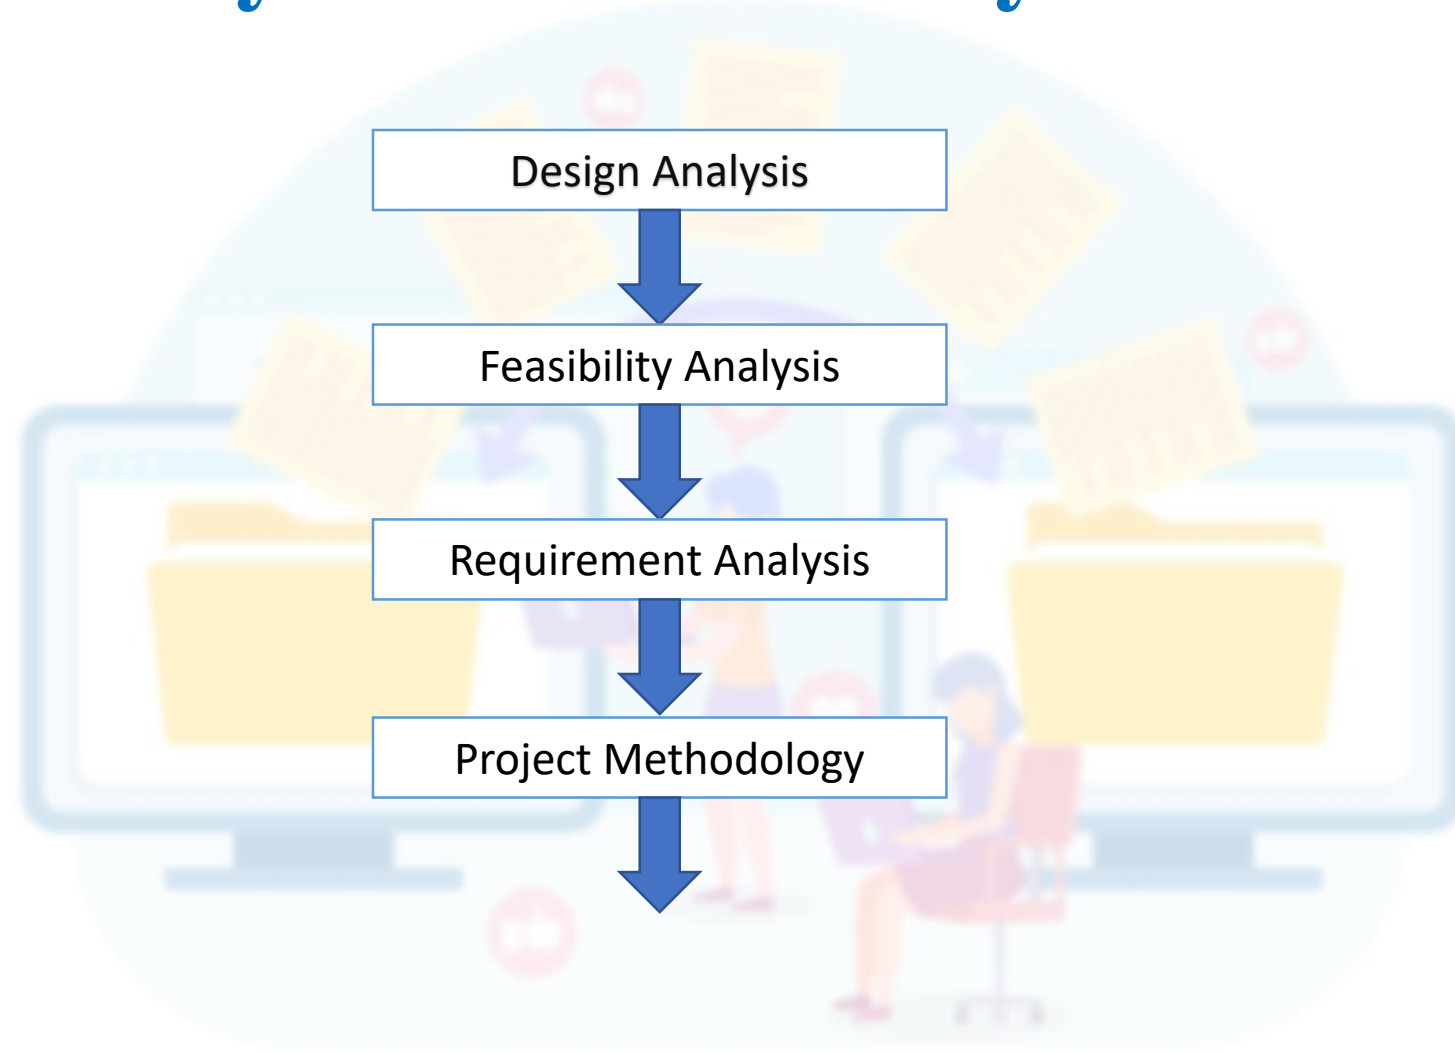 Design Analysis
Feasibility Analysis
Requirement Analysis
Project Methodology